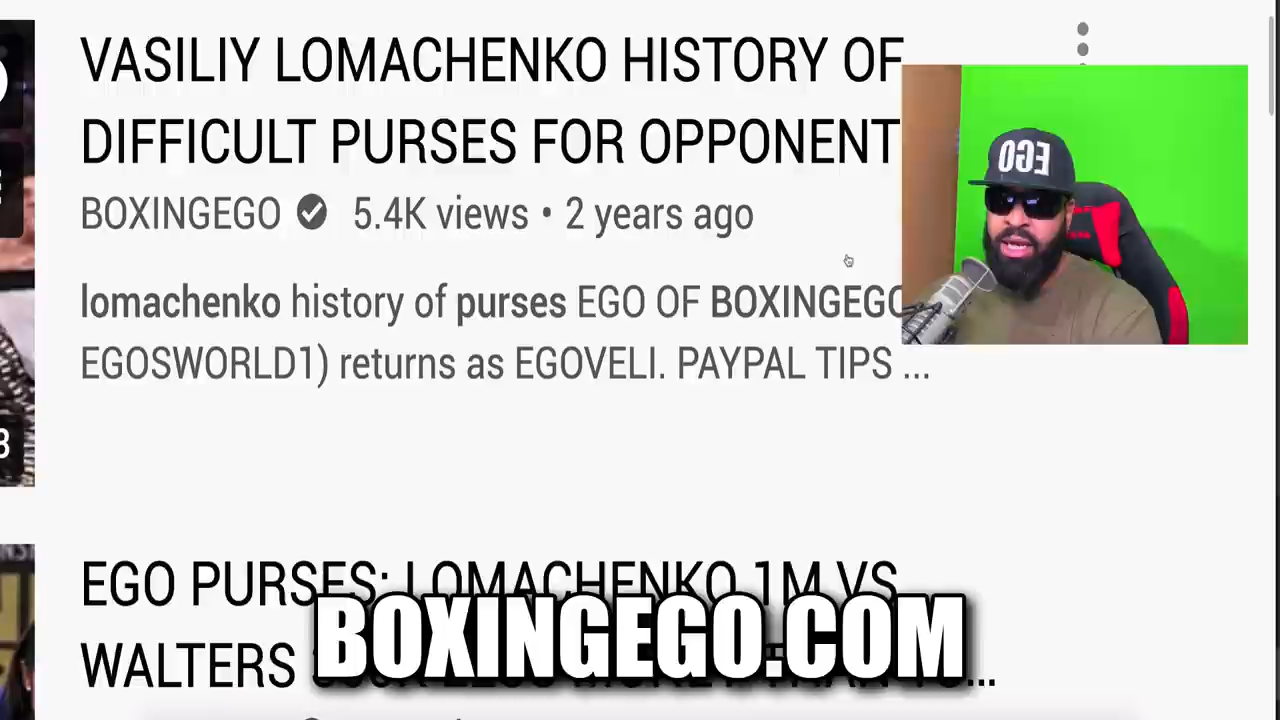 VASILIY LOMACHENKO HISTORY OF
DIFFICULT PURSES FOR OPPONENT
BOXINGEGO 5.4K views • 2 years ago
lomachenko history of purses EGO OF BOXINGEGO
EGOSWORLD1) returns as EGOVELI. PAYPAL TIPS ...
EGO
EGO PURSES: LOMACHENKO 1M VS
WALTERS
BOXINGEGO.COM